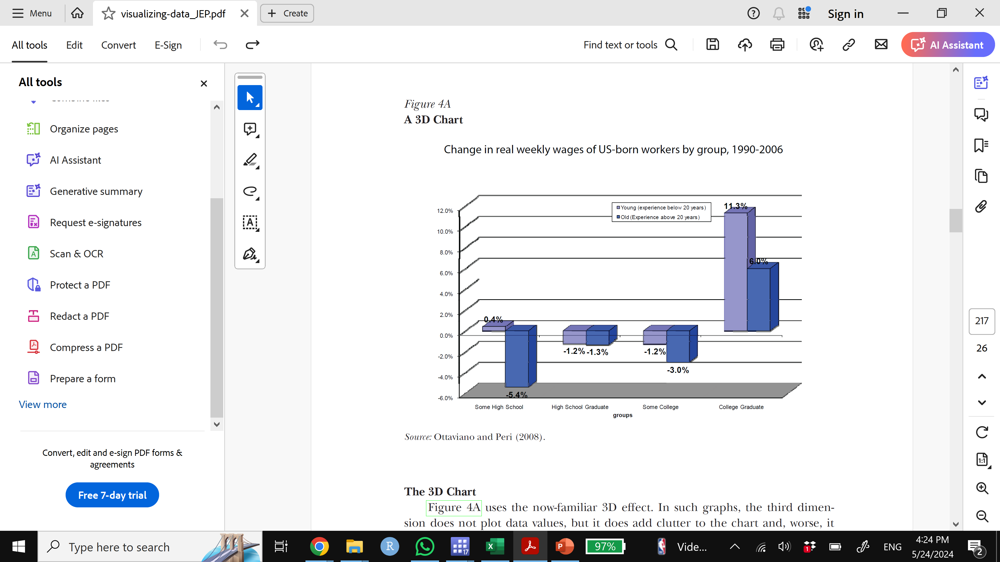 Menu
visualizing-data_JEP.pdf
Create
Sign in
All tools
Edit
Convert
E-Sign
Find text or tools
AI Assistant
All tools
Organize pages
AI Assistant
Generative summary
Request e-signatures
Scan & OCR
Protect a PDF
Redact a PDF
Compress a PDF
Prepare a form
View more
Convert, edit and e-sign PDF forms &
agreements
Free 7-day trial
Figure 4A
A 3D Chart
Change in real weekly wages of US-born workers by group, 1990-2006
Young (experience below 20 years)
Old (Experience above 20 years)
12.0%
10.0%
8.0%
6.0%
4.0%
2.0%
0.0%
-2.0%
-4.0%
-6.0%
0.4%
-5.4%
-1.2%
-1.3%
-1.2%
-3.0%
11.3%
6.0%
Some High School
High School Graduate
Some College
College Graduate
groups
Source: Ottaviano and Peri (2008).
The 3D Chart
Figure 4A uses the now-familiar 3D effect. In such graphs, the third dimen-
sion does not plot data values, but it does add clutter to the chart and, worse, it
217
26
1:1
Type here to search
R
17
X
P
97%
Vide...
1
ENG
4:24 PM
5/24/2024
2